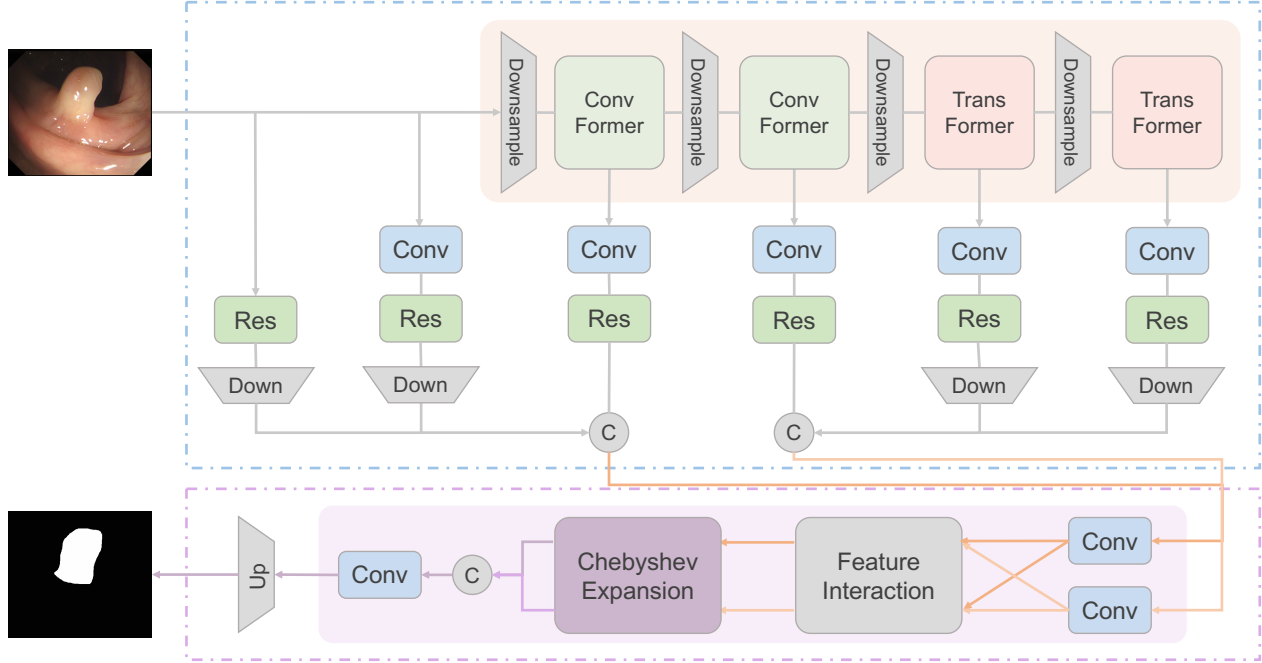 Downsample
Conv
Former
Downsample
Conv
Former
Downsample
Trans
Former
Downsample
Trans
Former
Conv
Conv
Conv
Conv
Conv
Res
Res
Res
Res
Res
Res
Down
Down
Down
Down
C
C
Up
Conv
C
Chebyshev
Expansion
Feature
Interaction
Conv
Conv